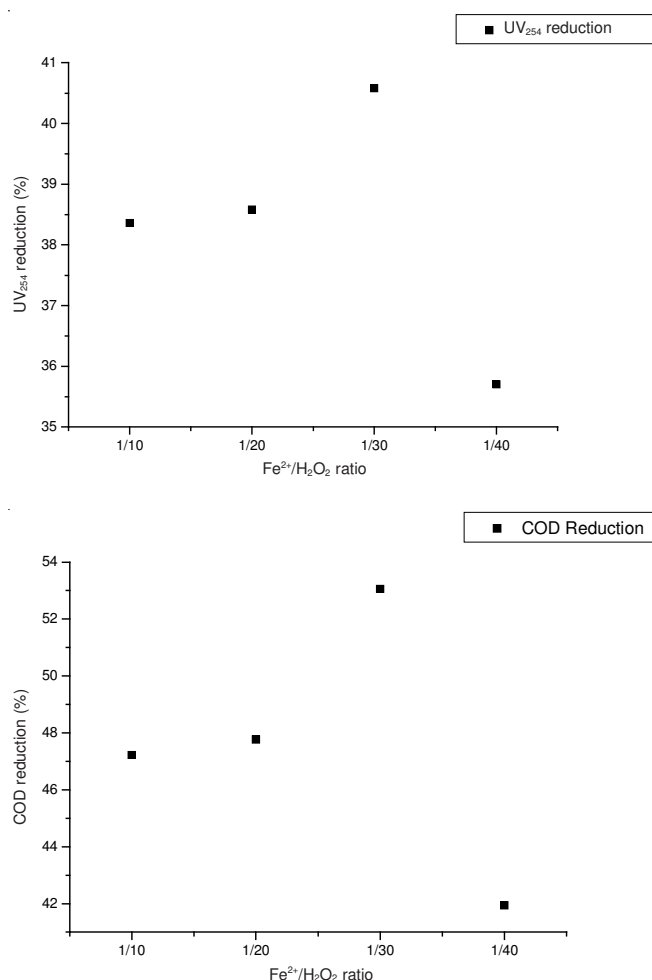 UV₂₅₄ reduction
41
40
39
38
37
36
35
UV₂₅₄ reduction (%)
1/10 1/20 1/30 1/40
Fe²⁺/H₂O₂ ratio
COD Reduction
54
52
50
48
46
44
42
COD reduction (%)
1/10 1/20 1/30 1/40
Fe²⁺/H₂O₂ ratio